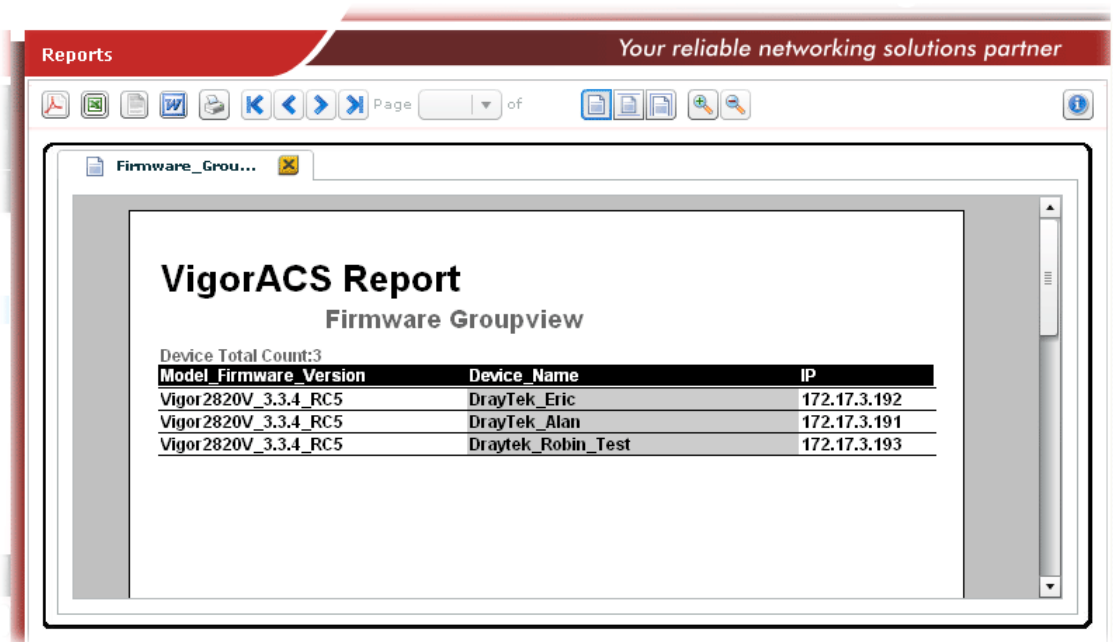 Reports
Your reliable networking solutions partner
Page of
Firmware_Grou...
VigorACS Report
Firmware Groupview
Device Total Count:3
Model_Firmware_Version Device_Name IP
Vigor2820V_3.3.4_RC5 DrayTek_Eric 172.17.3.192
Vigor2820V_3.3.4_RC5 DrayTek_Alan 172.17.3.191
Vigor2820V_3.3.4_RC5 Draytek_Robin_Test 172.17.3.193